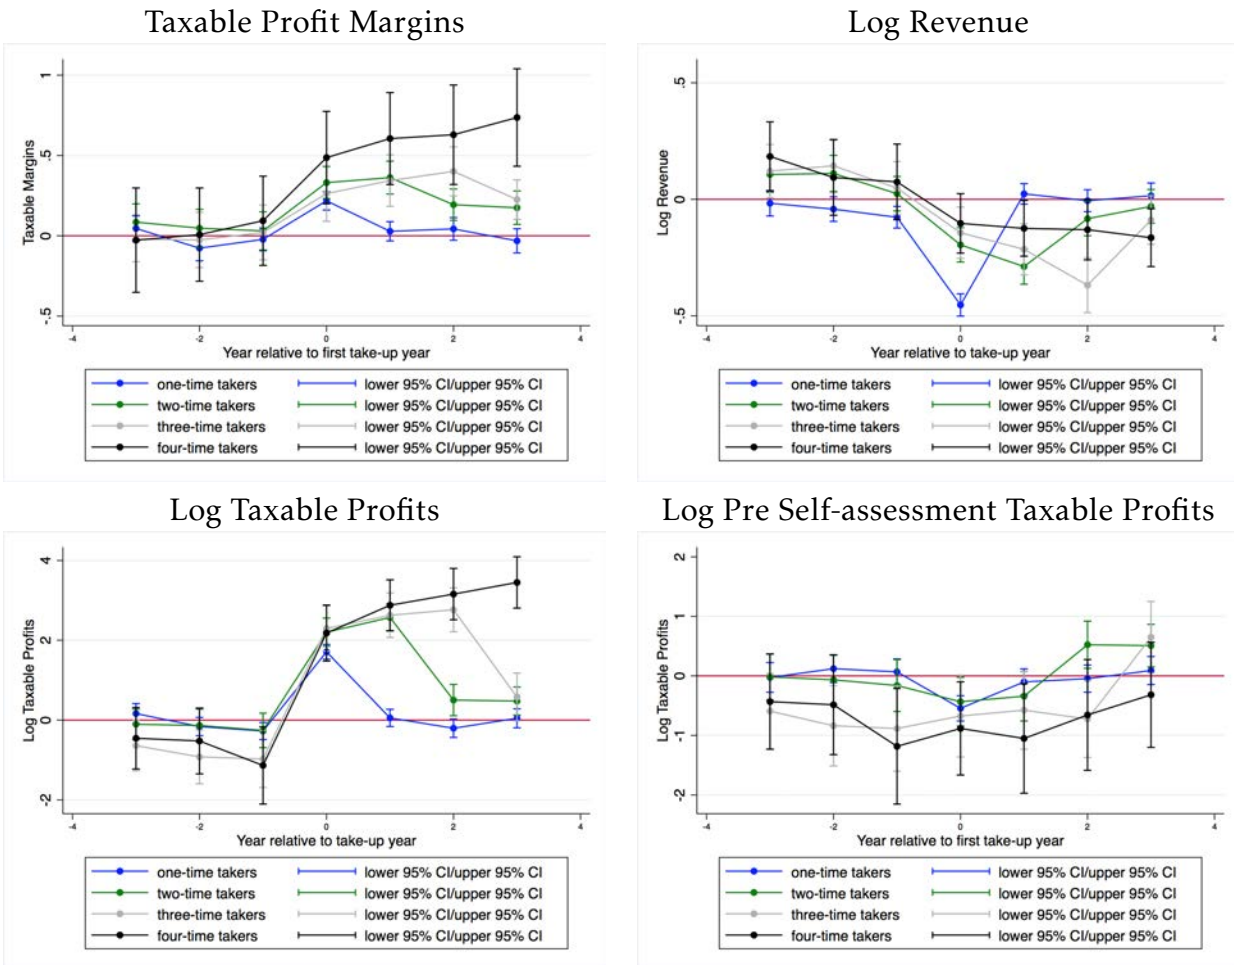 Taxable Profit Margins
Taxable Margins
1
.5
0
-.5
-4 -2 0 2 4
Year relative to first take-up year
one-time takers lower 95% CI/upper 95% CI
two-time takers lower 95% CI/upper 95% CI
three-time takers lower 95% CI/upper 95% CI
four-time takers lower 95% CI/upper 95% CI
Log Revenue
Log Revenue
.5
0
-.5
-4 -2 0 2 4
Year relative to take-up year
one-time takers lower 95% CI/upper 95% CI
two-time takers lower 95% CI/upper 95% CI
three-time takers lower 95% CI/upper 95% CI
four-time takers lower 95% CI/upper 95% CI
Log Taxable Profits
Log Taxable Profits
4
2
0
-2
-4 -2 0 2 4
Year relative to take-up year
one-time takers lower 95% CI/upper 95% CI
two-time takers lower 95% CI/upper 95% CI
three-time takers lower 95% CI/upper 95% CI
four-time takers lower 95% CI/upper 95% CI
Log Pre Self-assessment Taxable Profits
Log Taxable Profits
2
1
0
-1
-2
-4 -2 0 2 4
Year relative to first take-up year
one-time takers lower 95% CI/upper 95% CI
two-time takers lower 95% CI/upper 95% CI
three-time takers lower 95% CI/upper 95% CI
four-time takers lower 95% CI/upper 95% CI